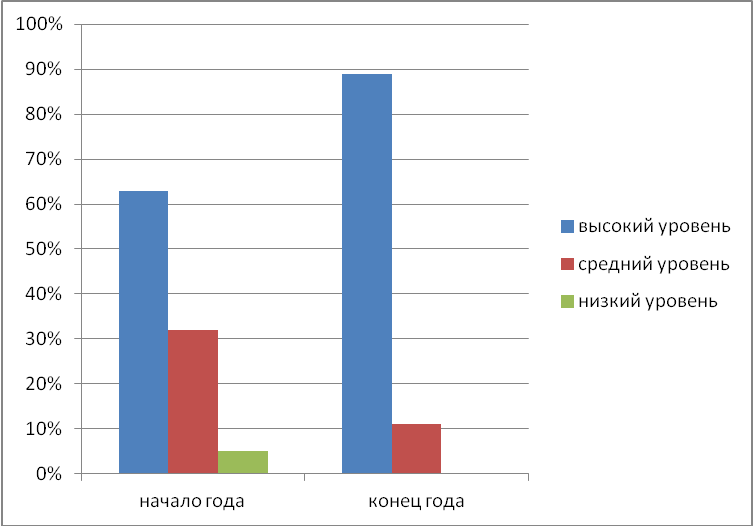 100%
90%
80%
70%
60%
50%
40%
30%
20%
10%
0%
начало года
конец года
высокий уровень
средний уровень
низкий уровень